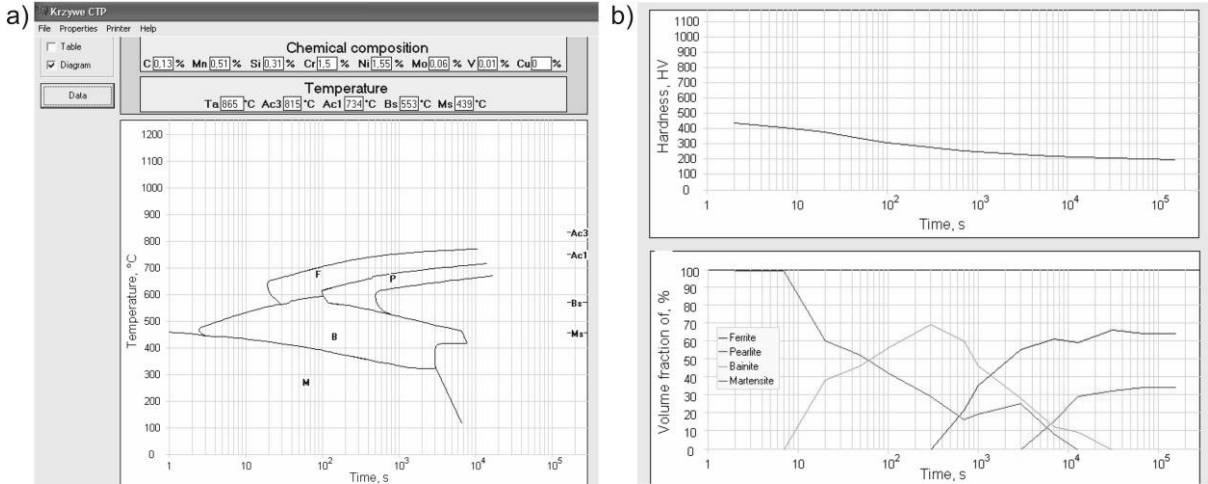 a)
Krzywe CTP
File Properties Printer Help
Table
Diagram
Data
Chemical composition
C 0,13 % Mn 0,51 % Si 0,31 % Cr 1,5 % Ni 1,55 % Mo 0,06 % V 0,01 % Cu 0 %
Temperature
Ta 865 °C Ac3 815 °C Ac1 734 °C Bs 553 °C Ms 439 °C
1200
1100
1000
900
800
700
600
500
400
300
200
100
0
Temperature, °C
F
P
B
M
Ac3
Ac1
Bs
Ms
1 10 10² 10³ 10⁴ 10⁵
Time, s
b)
1100
1000
900
800
700
600
500
400
300
200
100
0
Hardness, HV
1 10 10² 10³ 10⁴ 10⁵
Time, s
100
90
80
70
60
50
40
30
20
10
0
Volume fraction of, %
Ferrite
Pearlite
Bainite
Martensite
1 10 10² 10³ 10⁴ 10⁵
Time, s